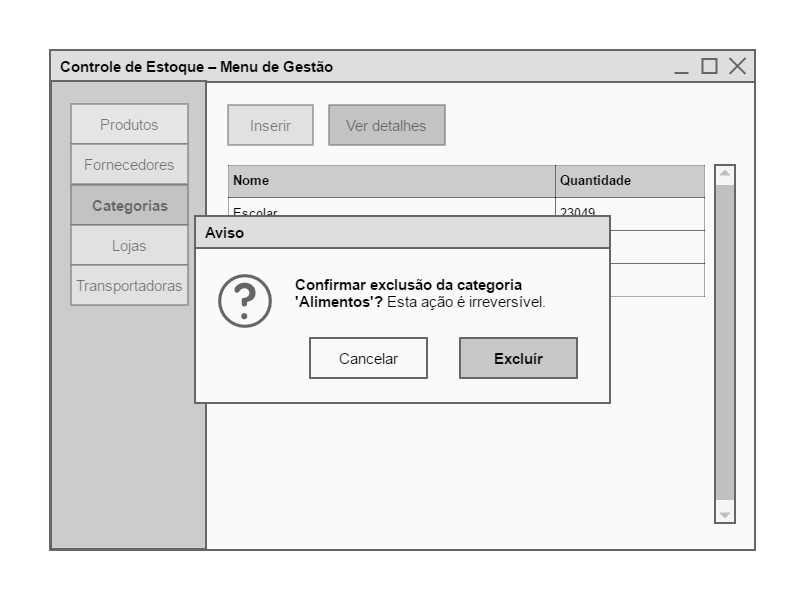 Controle de Estoque – Menu de Gestão
Produtos
Fornecedores
Categorias
Lojas
Transportadoras
Inserir
Ver detalhes
Nome
Quantidade
Escolar
23049
Aviso
?
Confirmar exclusão da categoria
'Alimentos'? Esta ação é irreversível.
Cancelar
Excluír